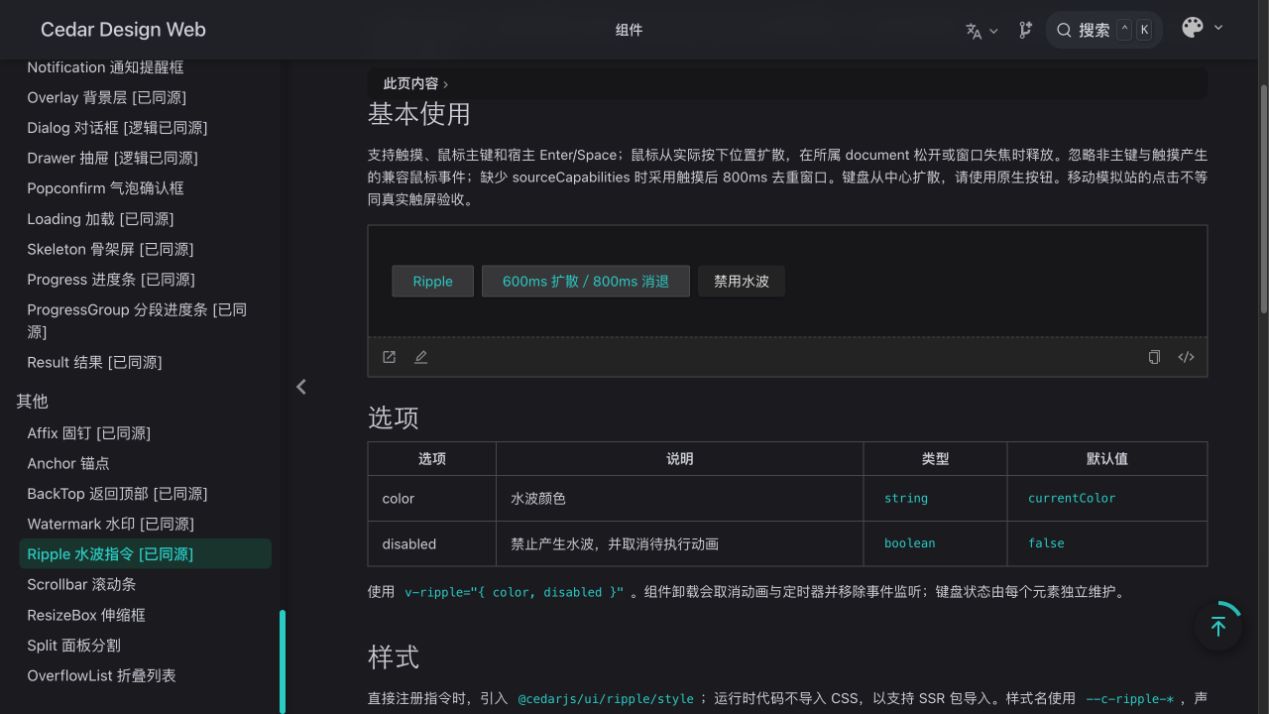 Cedar Design Web
组件
搜索 ^ K
Notification 通知提醒框
Overlay 背景层 [已同源]
Dialog 对话框 [逻辑已同源]
Drawer 抽屉 [逻辑已同源]
Popconfirm 气泡确认框
Loading 加载 [已同源]
Skeleton 骨架屏 [已同源]
Progress 进度条 [已同源]
ProgressGroup 分段进度条 [已同
源]
Result 结果 [已同源]
其他
Affix 固钉 [已同源]
Anchor 锚点
BackTop 返回顶部 [已同源]
Watermark 水印 [已同源]
Ripple 水波指令 [已同源]
Scrollbar 滚动条
ResizeBox 伸缩框
Split 面板分割
OverflowList 折叠列表
此页内容 ›
基本使用
支持触摸、鼠标主键和宿主 Enter/Space；鼠标从实际按下位置扩散，在所属 document 松开或窗口失焦时释放。忽略非主键与触摸产生
的兼容鼠标事件；缺少 sourceCapabilities 时采用触摸后 800ms 去重窗口。键盘从中心扩散，请使用原生按钮。移动模拟站的点击不等
同真实触屏验收。
Ripple
600ms 扩散 / 800ms 消退
禁用水波
选项
选项 说明 类型 默认值
color 水波颜色 string currentColor
disabled 禁止产生水波，并取消待执行动画 boolean false
使用 v-ripple="{ color, disabled }" 。组件卸载会取消动画与定时器并移除事件监听；键盘状态由每个元素独立维护。
样式
直接注册指令时，引入 @cedarjs/ui/ripple/style ；运行时代码不导入 CSS，以支持 SSR 包导入。样式名使用 --c-ripple-* ，声